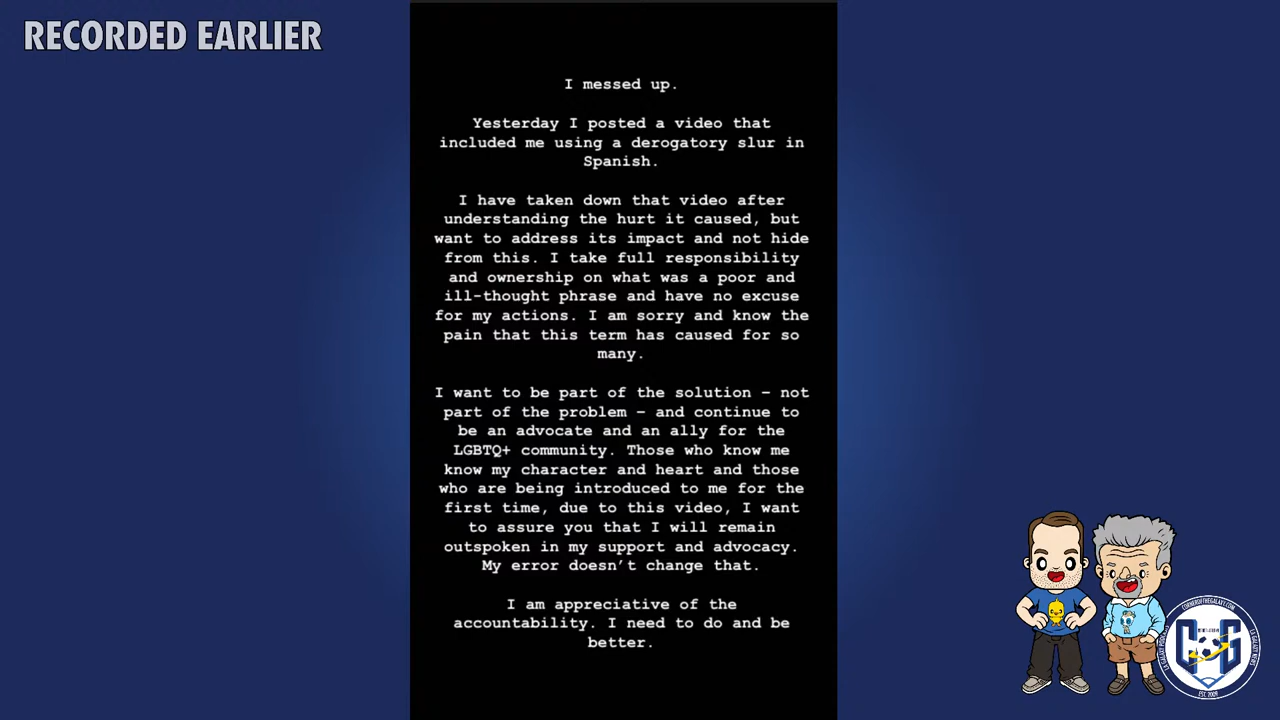 RECORDED EARLIER
I messed up.
Yesterday I posted a video that
included me using a derogatory slur in
Spanish.
I have taken down that video after
understanding the hurt it caused, but
want to address its impact and not hide
from this. I take full responsibility
and ownership on what was a poor and
ill-thought phrase and have no excuse
for my actions. I am sorry and know the
pain that this term has caused for so
many.
I want to be part of the solution – not
part of the problem – and continue to
be an advocate and an ally for the
LGBTQ+ community. Those who know me
know my character and heart and those
who are being introduced to me for the
first time, due to this video, I want
to assure you that I will remain
outspoken in my support and advocacy.
My error doesn't change that.
I am appreciative of the
accountability. I need to do and be
better.
CORNEROFTHEGALAXY.COM
EST. 2009